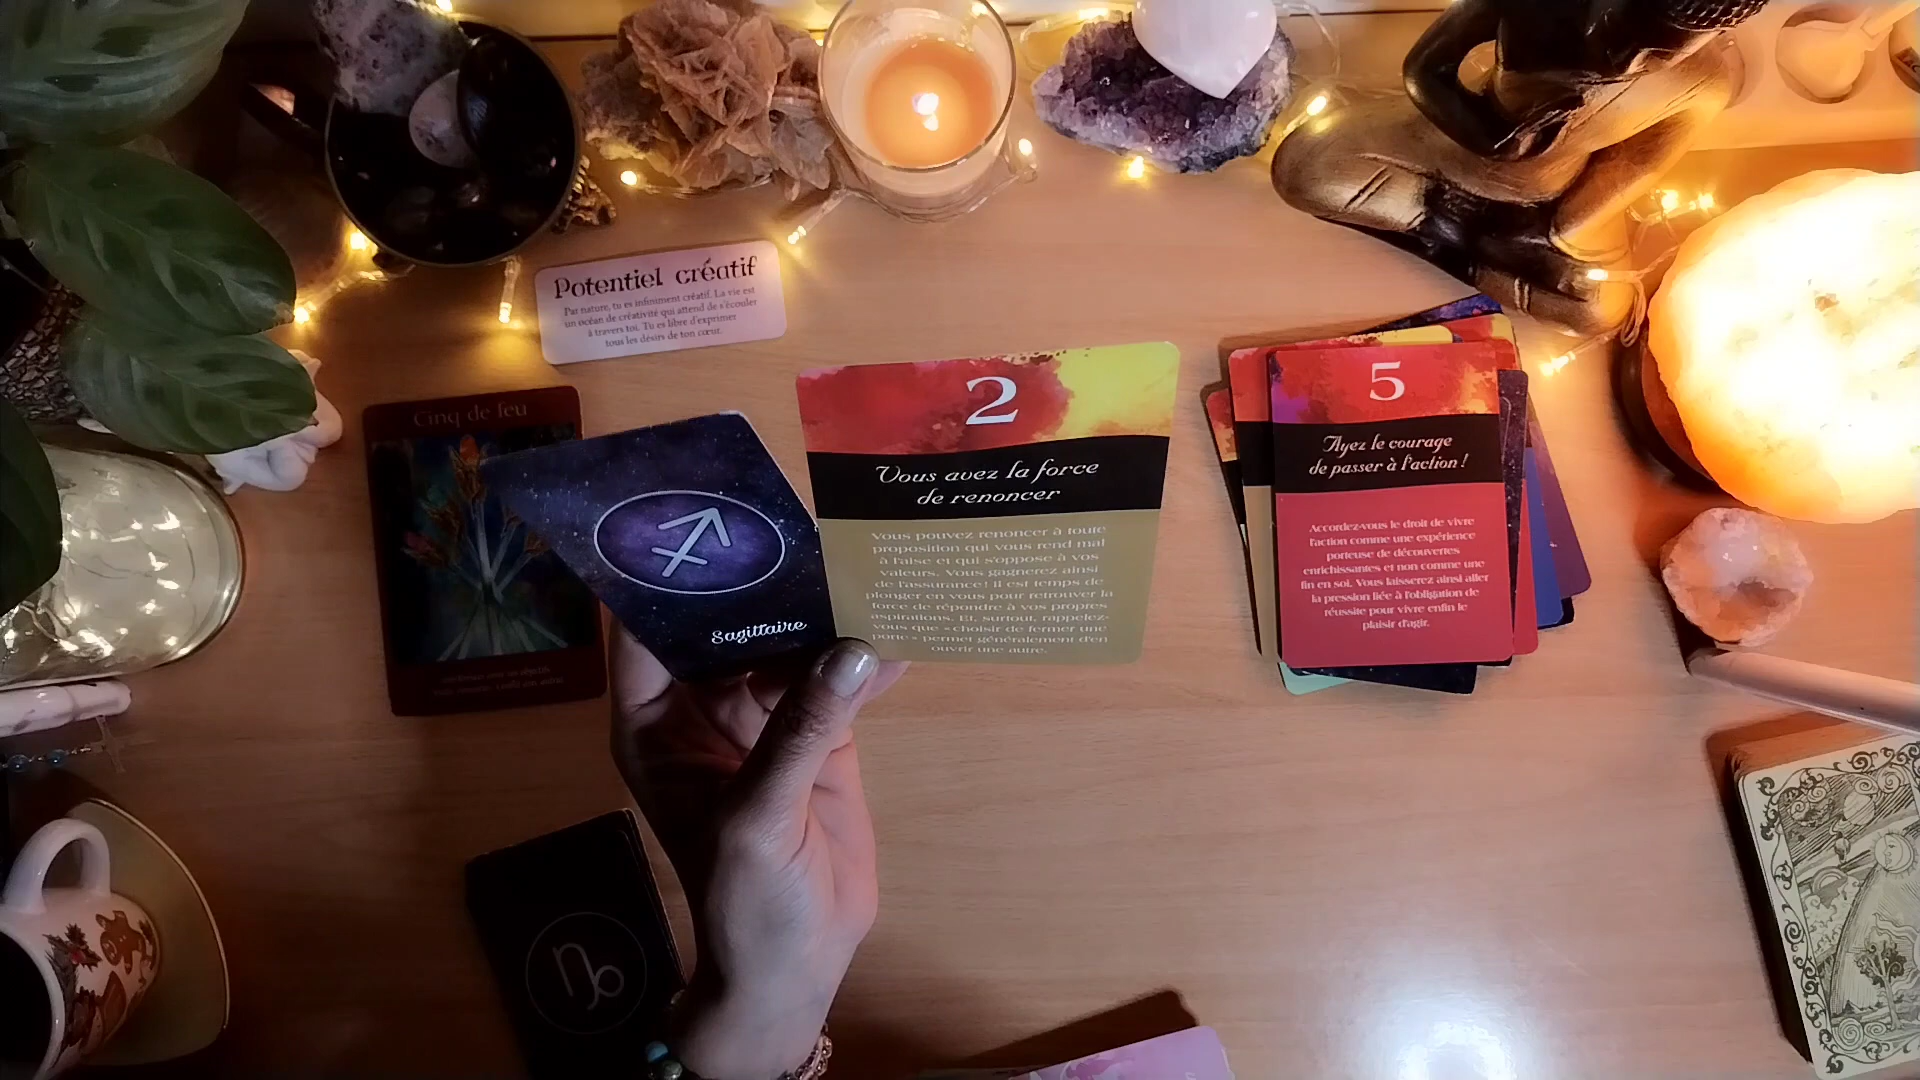 Potentiel créatif
Par nature, tu es infiniment créatif. La vie est
un océan de créativité qui attend de s'écouler
à travers toi. Tu es libre d'exprimer
tous les désirs de ton cœur.
Cinq de feu
Sagittaire
2
Vous avez la force
de renoncer
Vous pouvez renoncer à toute
proposition qui vous rend mal
à l'aise et qui s'oppose à vos
valeurs. Vous gagnerez ainsi
de l'assurance ! Il est temps de
plonger en vous pour retrouver la
force de répondre à vos propres
aspirations. Et, surtout, rappelez-
vous que « choisir de fermer une
porte » permet généralement d'en
ouvrir une autre.
5
Ayez le courage
de passer à l'action !
Accordez-vous le droit de vivre
l'action comme une expérience
porteuse de découvertes
enrichissantes et non comme une
fin en soi. Vous laisserez ainsi aller
la pression liée à l'obligation de
réussite pour vivre enfin le
plaisir d'agir.